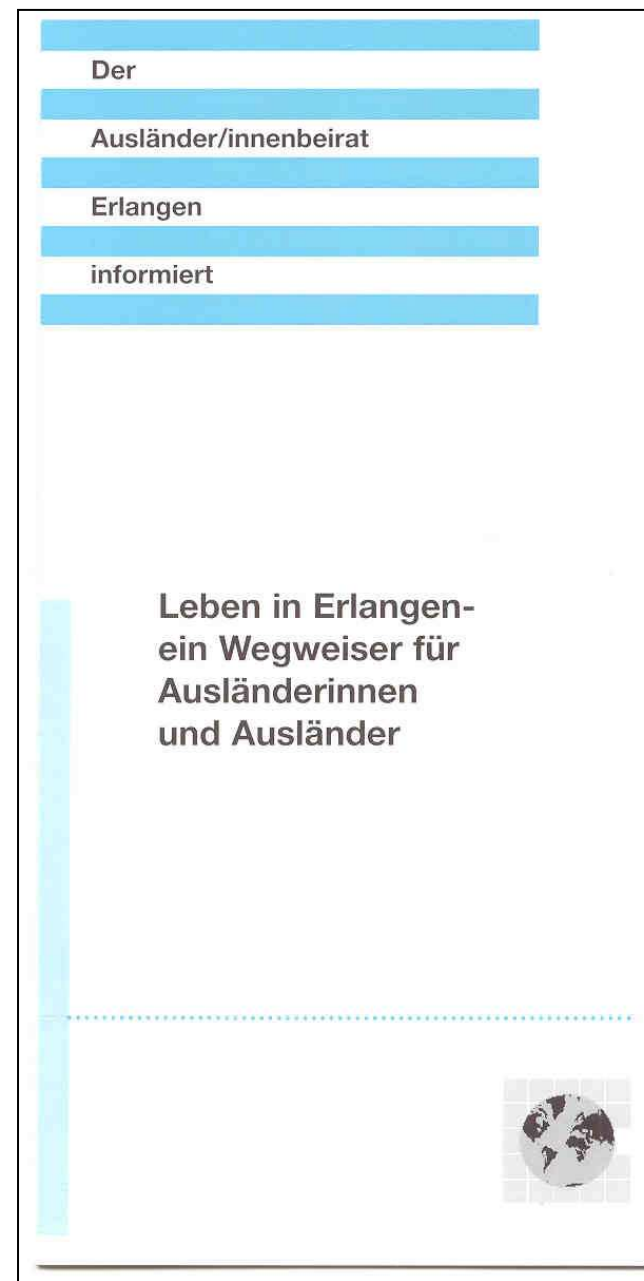 Der
Ausländer/innenbeirat
Erlangen
informiert
Leben in Erlangen-
ein Wegweiser für
Ausländerinnen
und Ausländer